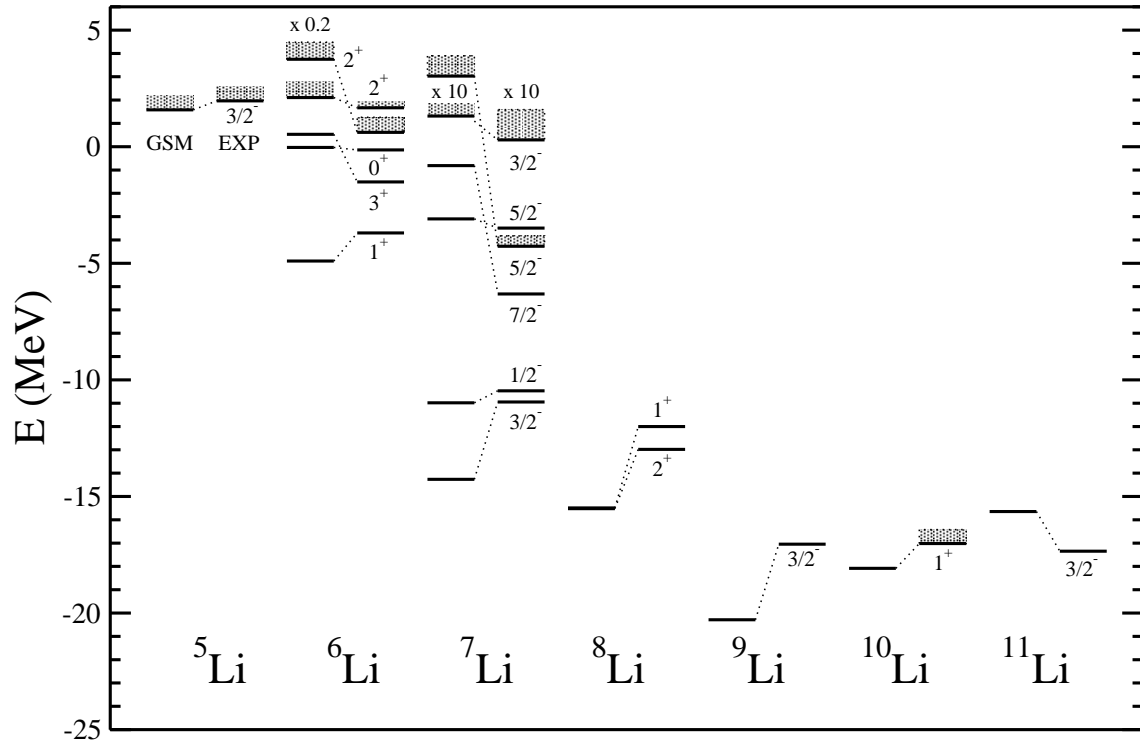 E (MeV)
5
0
-5
-10
-15
-20
-25
GSM
EXP
3/2⁻
x 0.2
2⁺
2⁺
0⁺
3⁺
1⁺
x 10
x 10
3/2⁻
5/2⁻
5/2⁻
7/2⁻
1/2⁻
3/2⁻
1⁺
2⁺
3/2⁻
1⁺
3/2⁻
⁵Li
⁶Li
⁷Li
⁸Li
⁹Li
¹⁰Li
¹¹Li